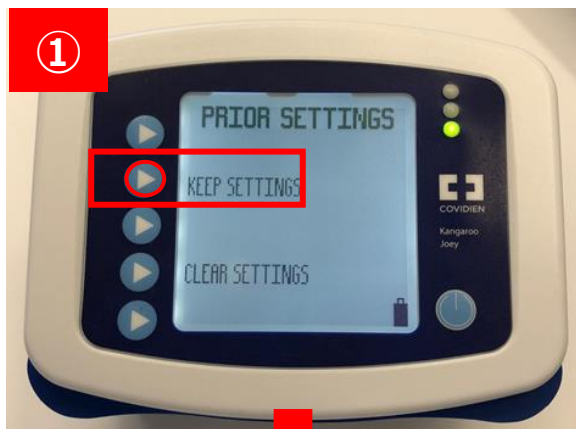 ①
PRIOR SETTINGS
KEEP SETTINGS
COVIDIEN
Kangaroo
Joey
CLEAR SETTINGS